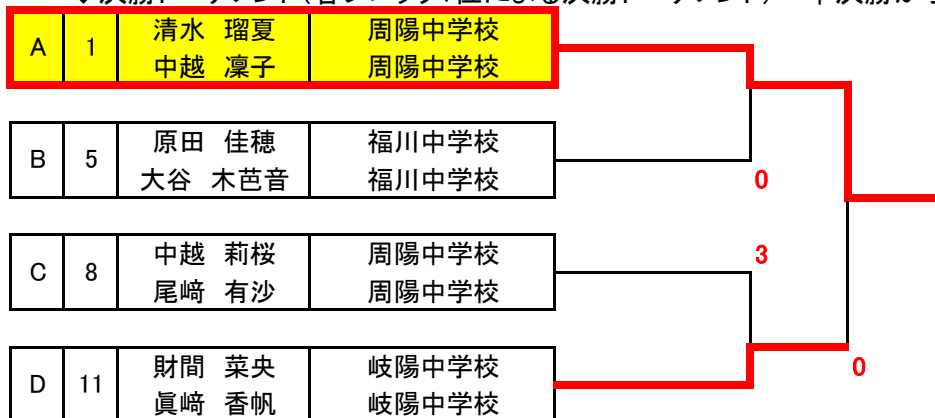 A 1 清水 瑠夏 周陽中学校
中越 凜子 周陽中学校
B 5 原田 佳穂 福川中学校
大谷 木芭音 福川中学校
0
C 8 中越 莉桜 周陽中学校
尾﨑 有沙 周陽中学校
3
D 11 財間 菜央 岐陽中学校
眞﨑 香帆 岐陽中学校
0